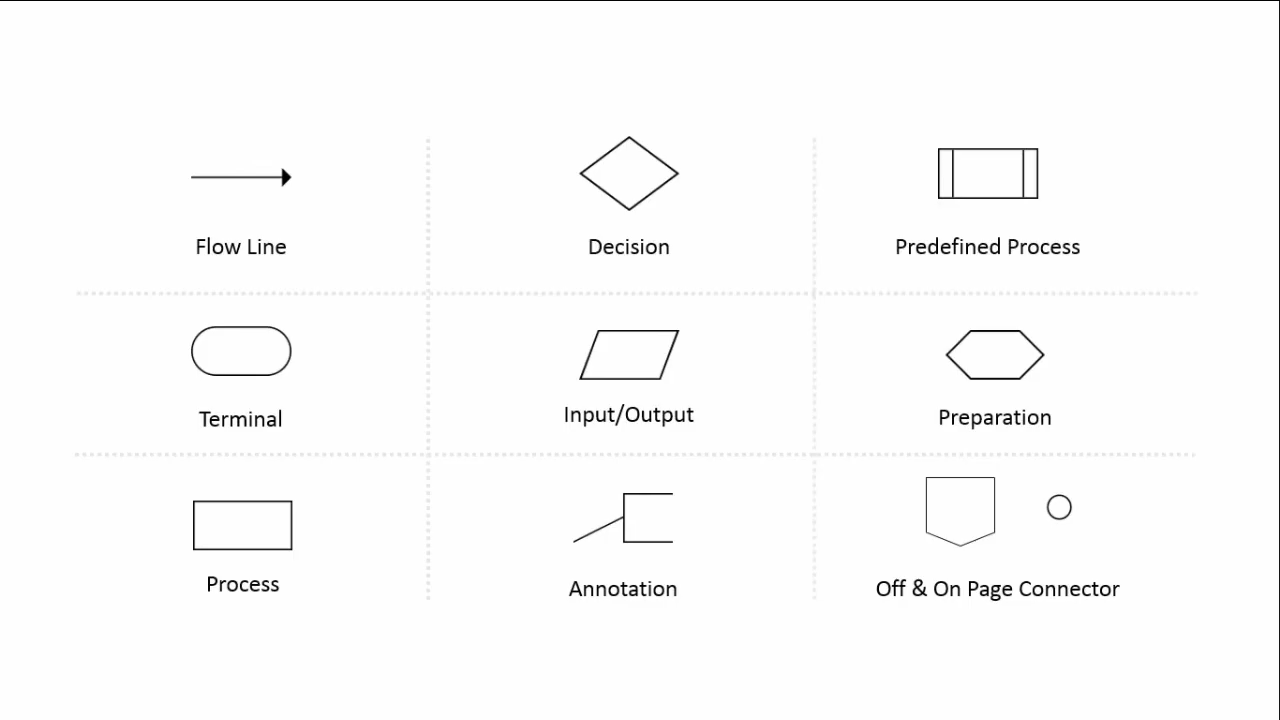 Flow Line
Decision
Predefined Process
Terminal
Input/Output
Preparation
Process
Annotation
Off & On Page Connector